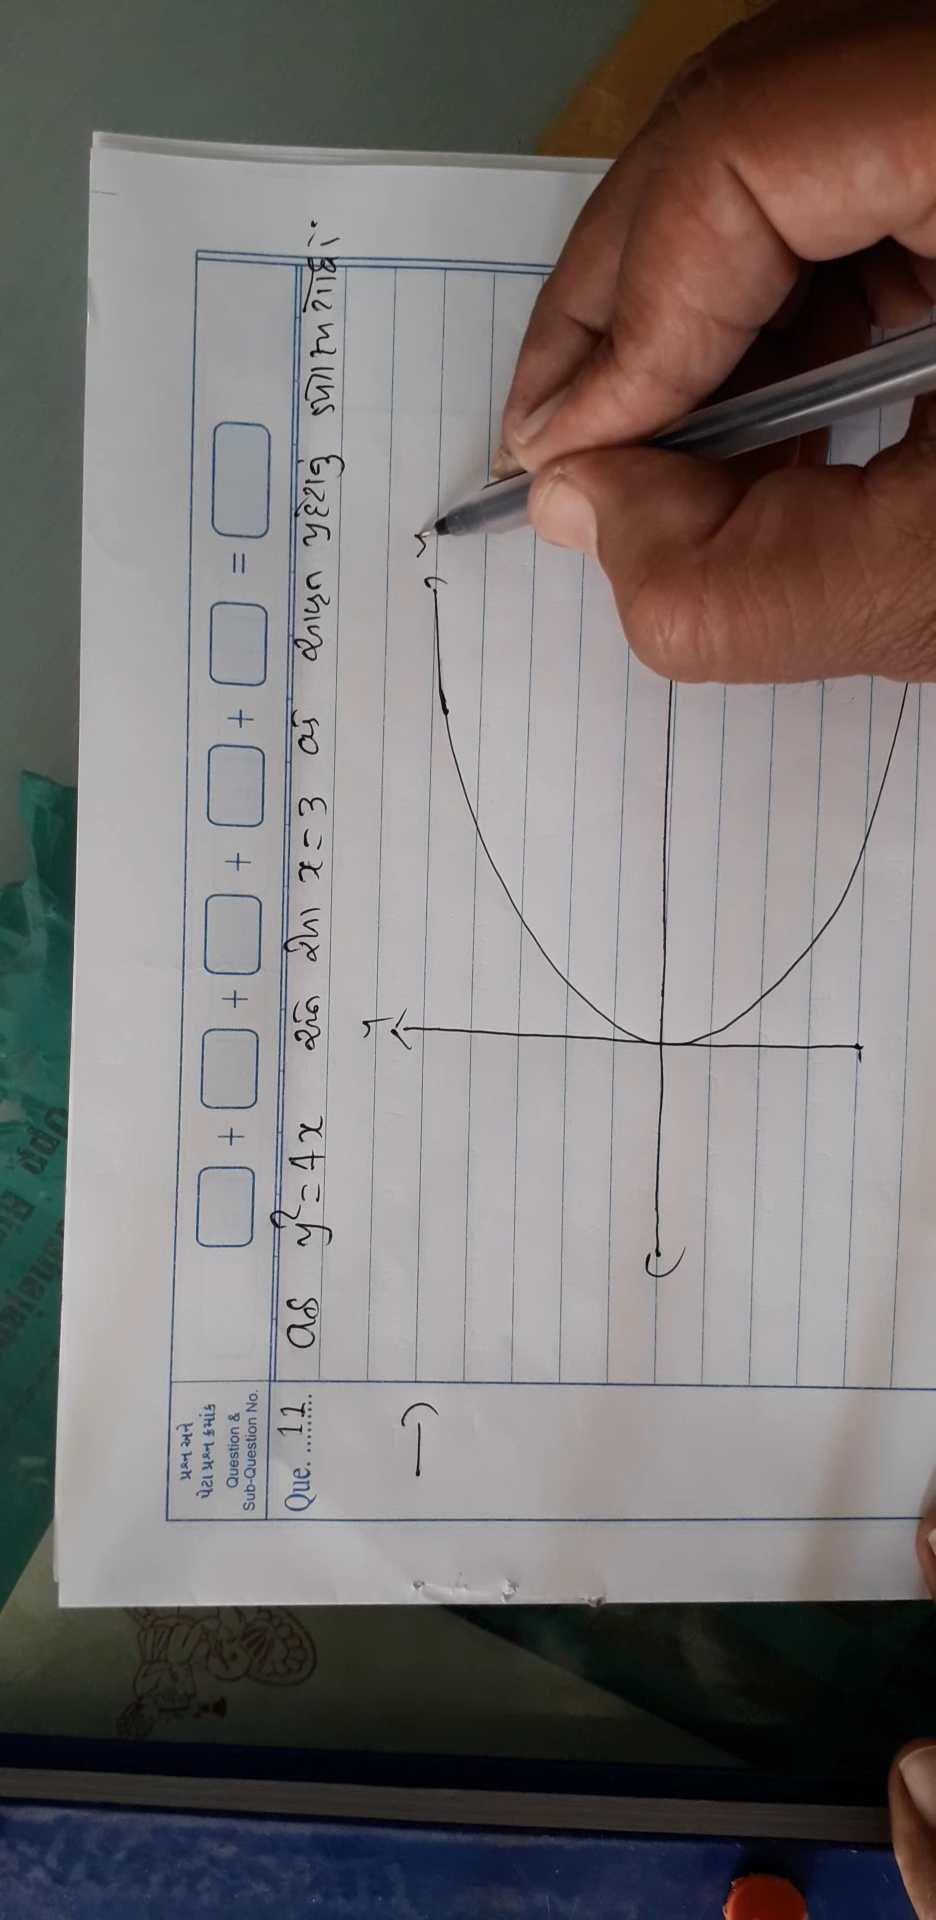 પ્રશ્ન અને
પેટા પ્રશ્ન ક્રમાંક
Question &
Sub-Question No.
+ + + + + =
Que. ..11.. વક્ર y² = 4x અને રેખા x = 3 વડે આવૃત પ્રદેશનું ક્ષેત્રફળ શોધો.
→
y